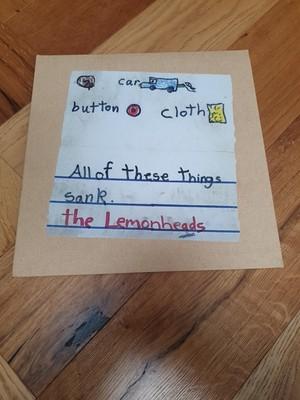 car
button cloth
All of these Things
sank.
the Lemonheads